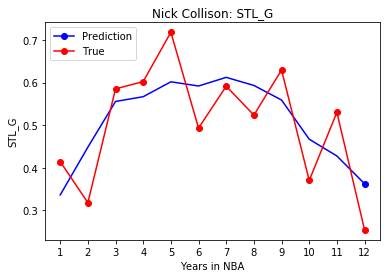 Nick Collison: STL_G
Prediction
True
0.7
0.6
0.5
0.4
0.3
STL_G
1 2 3 4 5 6 7 8 9 10 11 12
Years in NBA